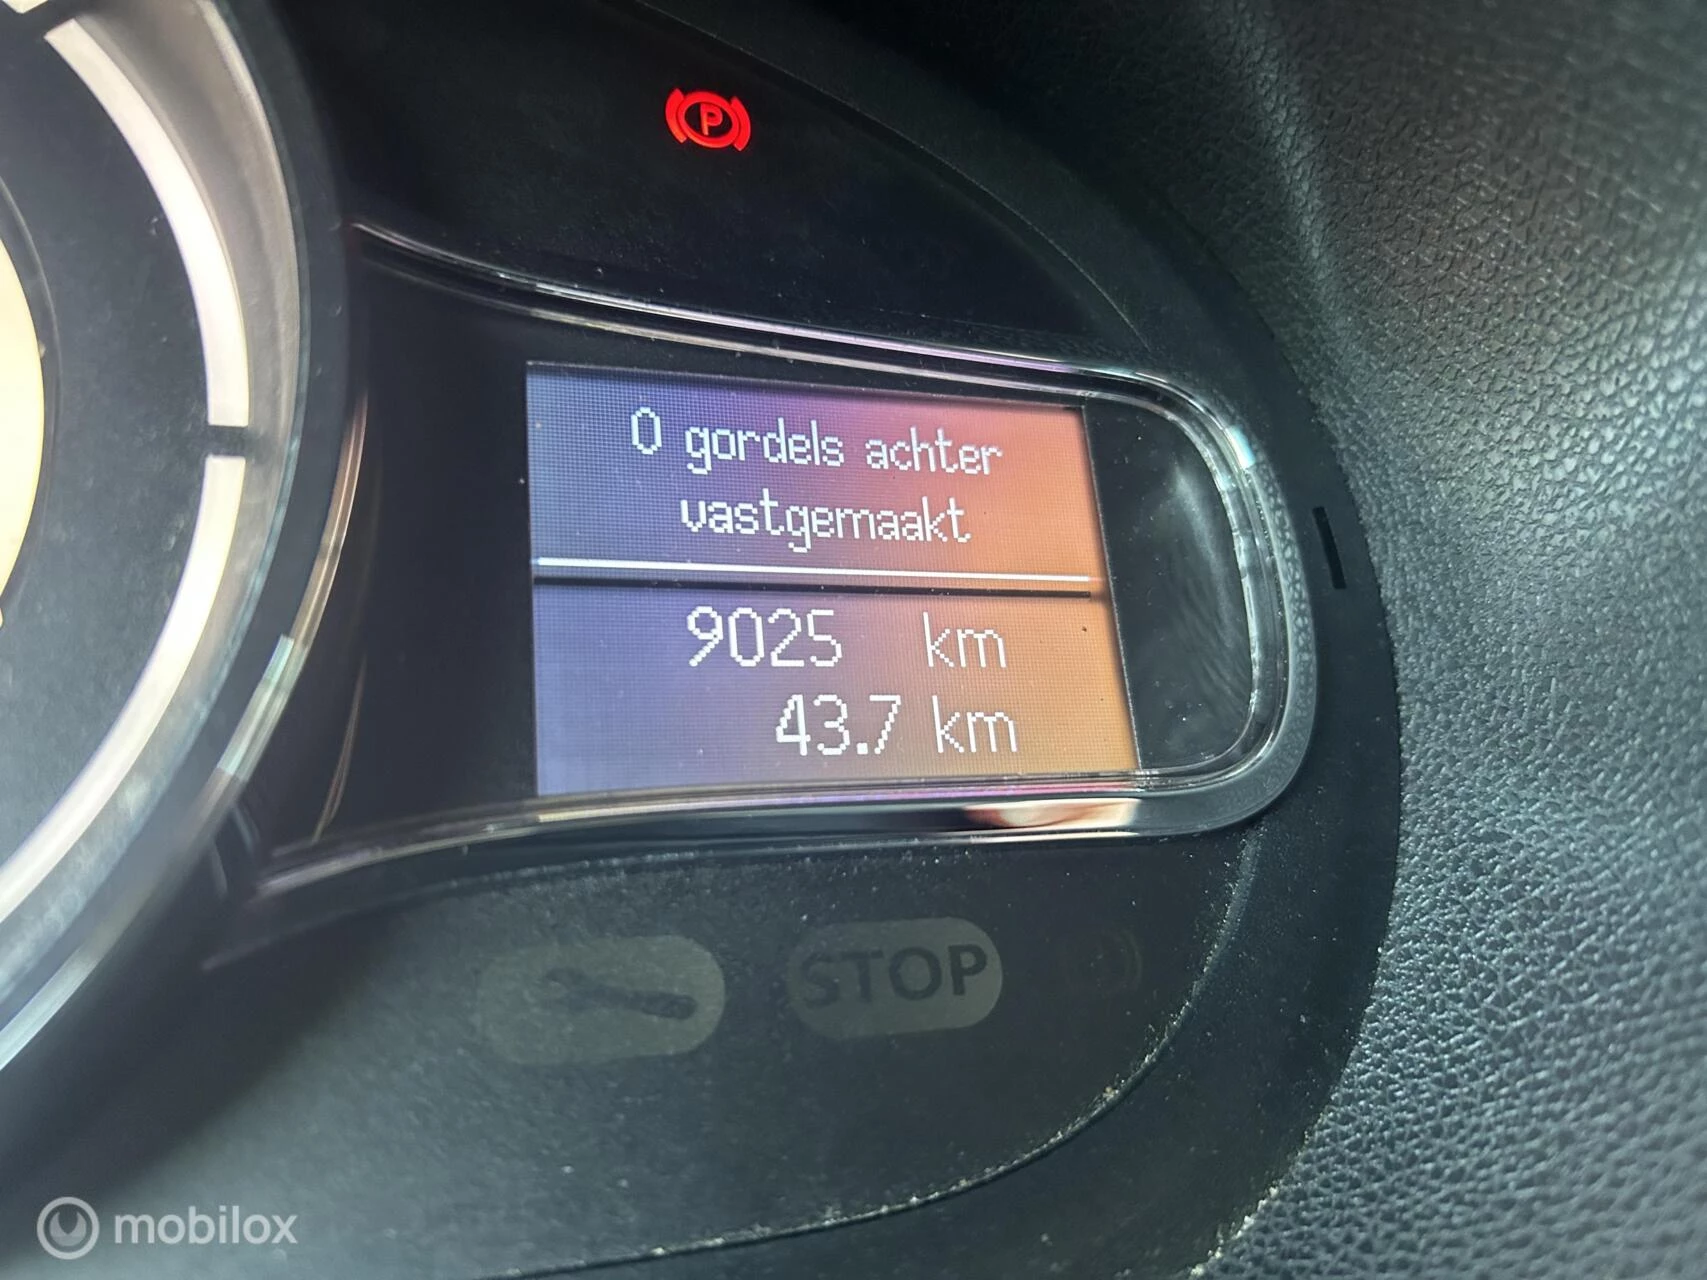 P
0 gordels achter
vastgemaakt
9025 km
43.7 km
STOP
mobilox